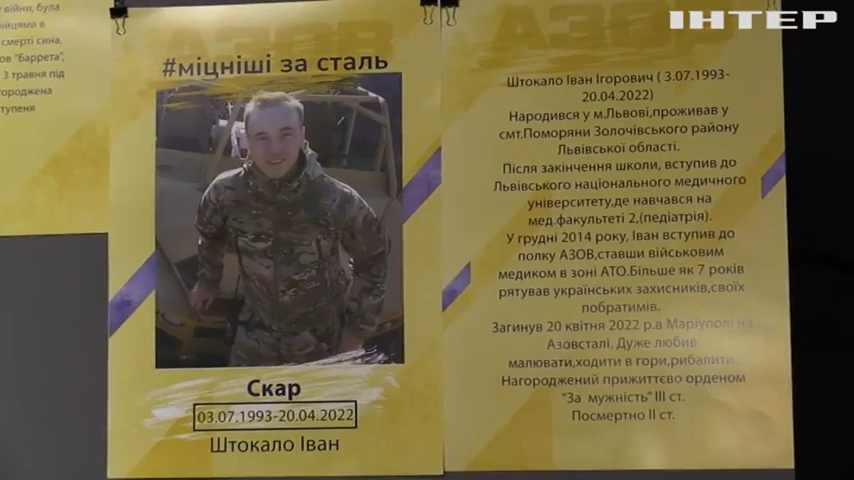 у війни, була
ійцями в
смерті сина,
ов "Баррета",
3 травня під
городжена
тупеня
АЗОВ
#міцніші за сталь
Скар
03.07.1993-20.04.2022
Штокало Іван
АЗОВ
ІНТЕР
Штокало Іван Ігорович ( 3.07.1993-
20.04.2022)
Народився у м.Львові,проживав у
смт.Поморяни Золочівського району
Львівської області.
Після закінчення школи, вступив до
Львівського національного медичного
університету,де навчався на
мед.факультеті 2,(педіатрія).
У грудні 2014 року, Іван вступив до
полку АЗОВ,ставши військовим
медиком в зоні АТО.Більше як 7 років
рятував українських захисників,своїх
побратимів.
Загинув 20 квітня 2022 р.в Маріуполі на
Азовсталі. Дуже любив
малювати,ходити в гори,рибалити.
Нагороджений прижиттєво орденом
"За мужність" III ст.
Посмертно II ст.